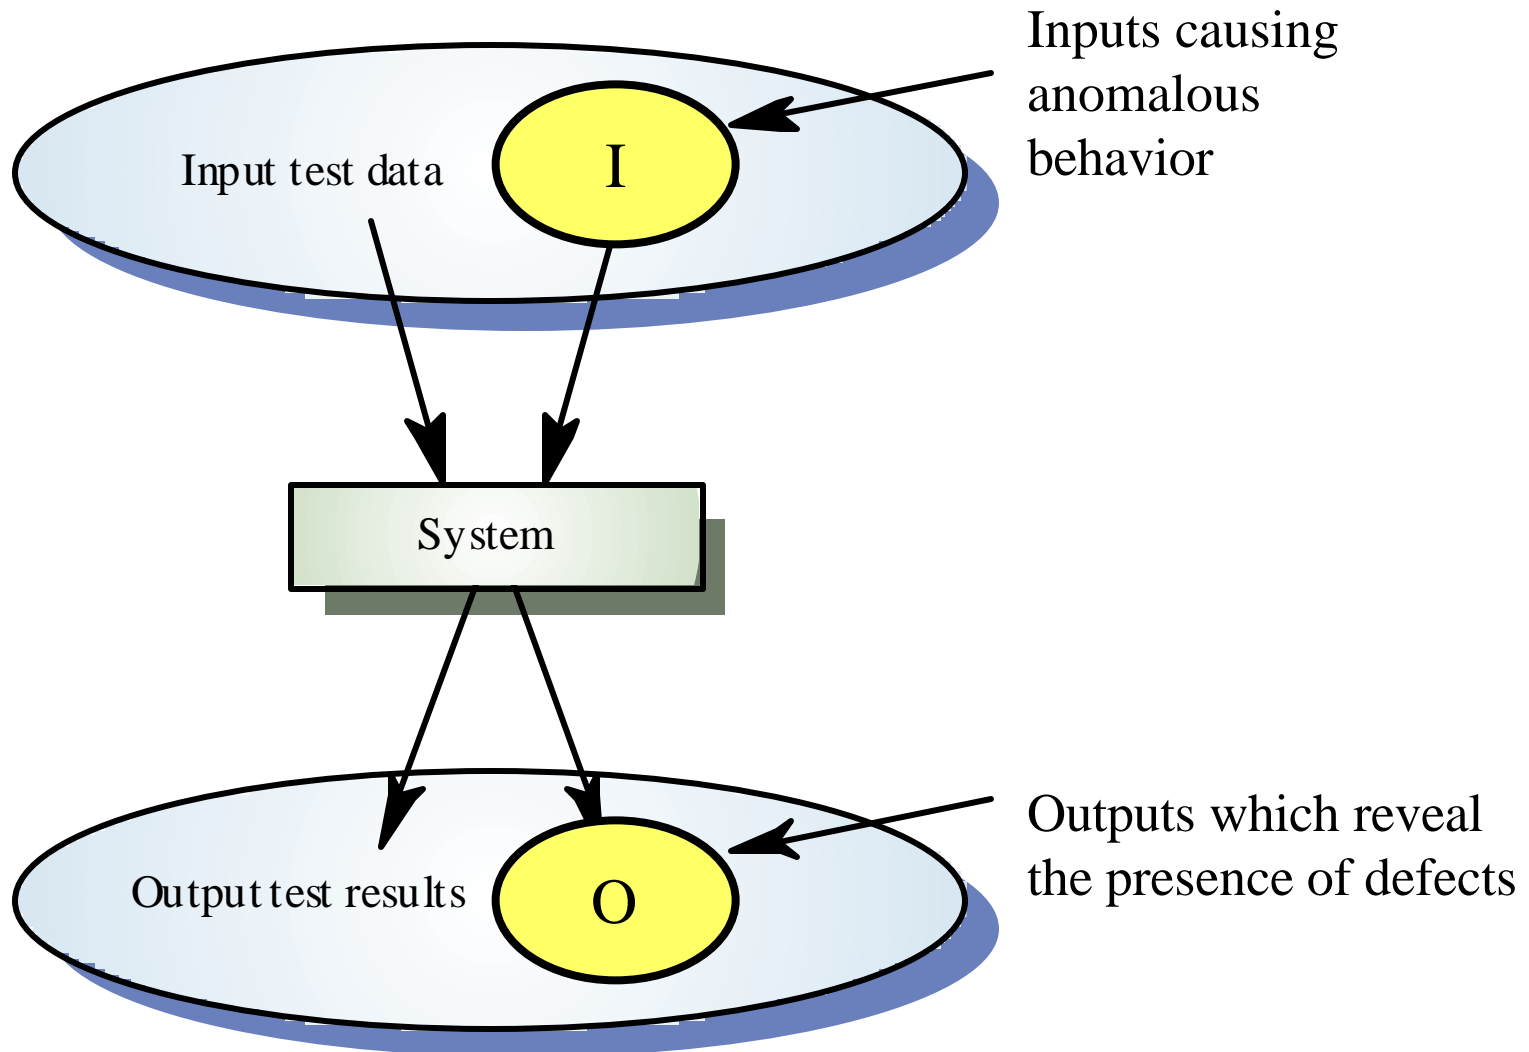 Inputs causing
anomalous
behavior
Input test data
I
System
Outputs which reveal
the presence of defects
Output test results
O